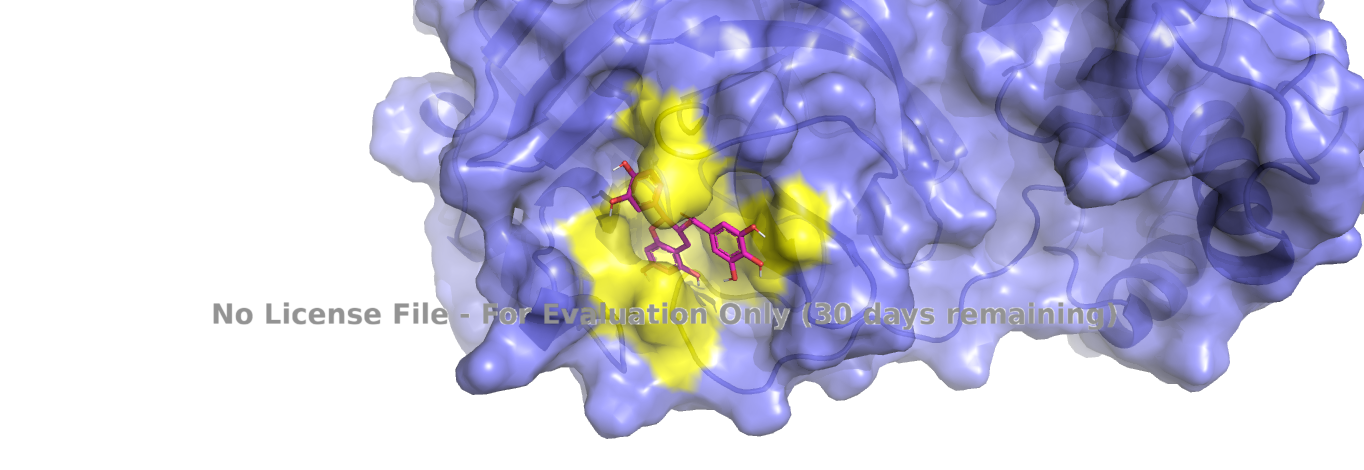 No License File - For Evaluation Only (30 days remaining)